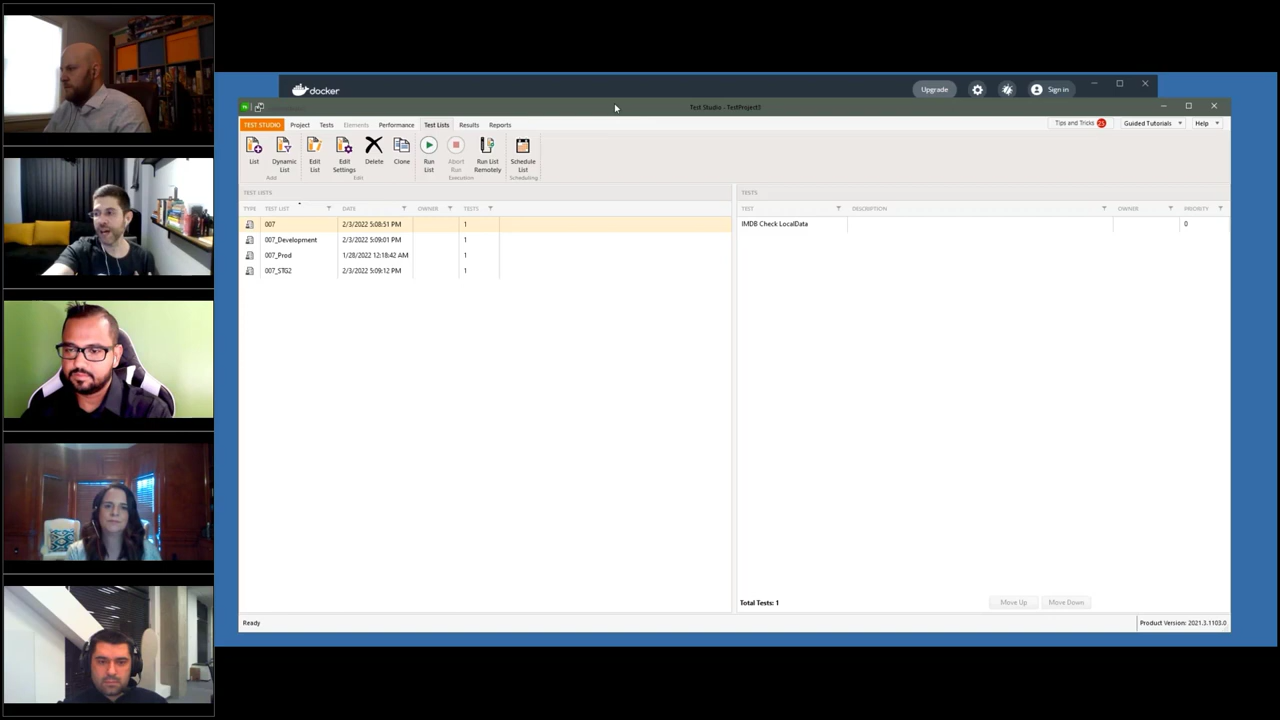 docker
Upgrade
Sign in
Test Studio - TestProject3
TEST STUDIO Project Tests Elements Performance Test Lists Results Reports
Tips and Tricks 25 Guided Tutorials Help
List Dynamic List Edit List Edit Settings Delete Clone Run List Abort Run Run List Remotely Schedule List
Add Edit Execution Scheduling
TEST LISTS
TYPE TEST LIST DATE OWNER TESTS
007 2/3/2022 5:08:51 PM 1
007_Development 2/3/2022 5:09:01 PM 1
007_Prod 1/28/2022 12:18:42 AM 1
007_STG2 2/3/2022 5:09:12 PM 1
TESTS
TEST DESCRIPTION OWNER PRIORITY
IMDB Check LocalData 0
Total Tests: 1 Move Up Move Down
Ready
Product Version: 2021.3.1103.0